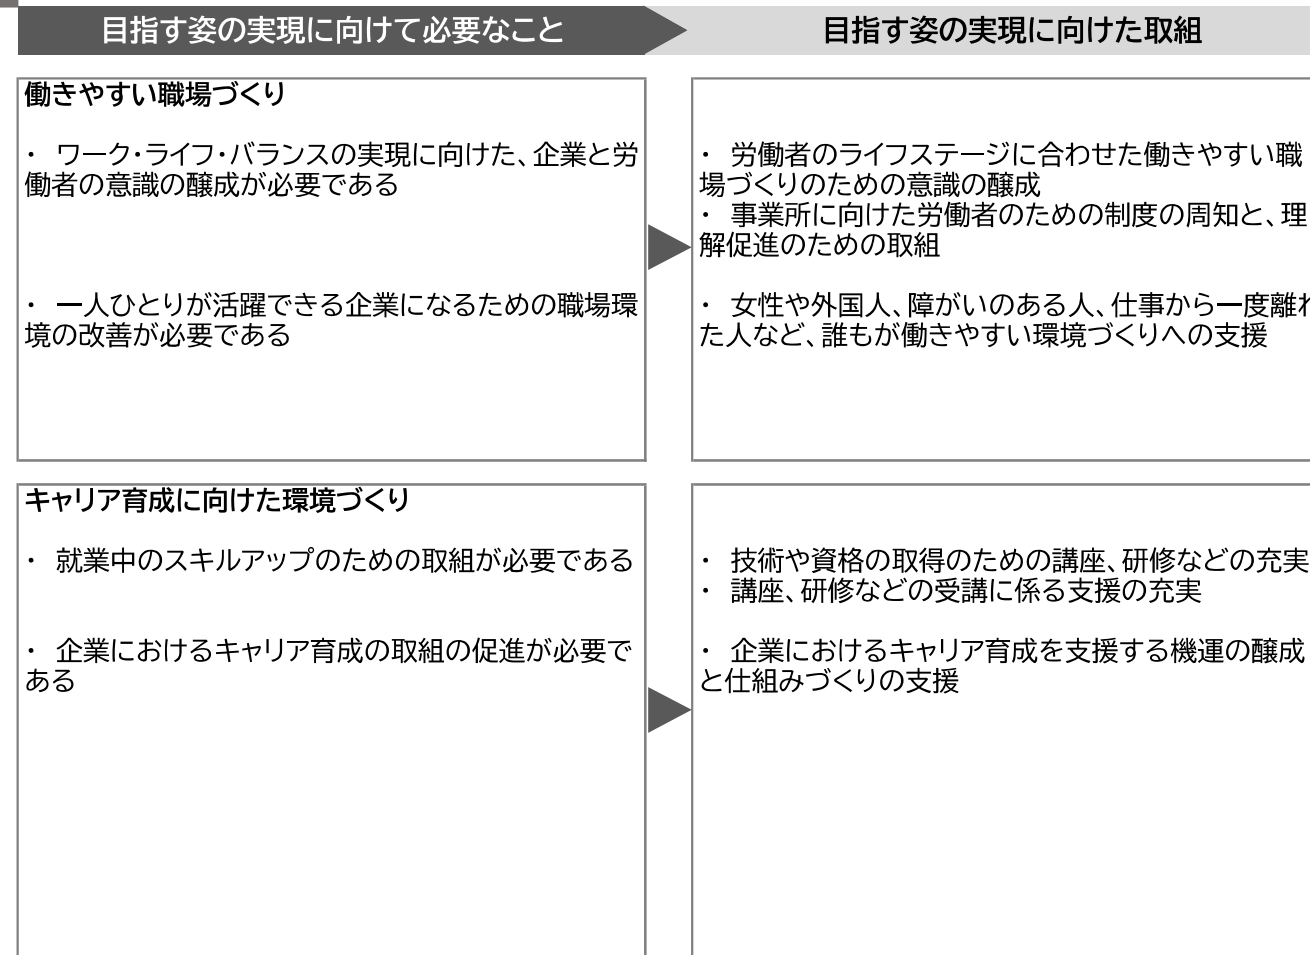 目指す姿の実現に向けて必要なこと
目指す姿の実現に向けた取組
働きやすい職場づくり
・ ワーク・ライフ・バランスの実現に向けた、企業と労
働者の意識の醸成が必要である
・ 一人ひとりが活躍できる企業になるための職場環
境の改善が必要である
・ 労働者のライフステージに合わせた働きやすい職
場づくりのための意識の醸成
・ 事業所に向けた労働者のための制度の周知と、理
解促進のための取組
・ 女性や外国人、障がいのある人、仕事から一度離れ
た人など、誰もが働きやすい環境づくりへの支援
キャリア育成に向けた環境づくり
・ 就業中のスキルアップのための取組が必要である
・ 企業におけるキャリア育成の取組の促進が必要で
ある
・ 技術や資格の取得のための講座、研修などの充実
・ 講座、研修などの受講に係る支援の充実
・ 企業におけるキャリア育成を支援する機運の醸成
と仕組みづくりの支援